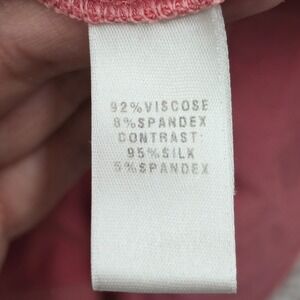 92%VISCOSE
8%SPANDEX
CONTRAST:
95%SILK
5%SPANDEX